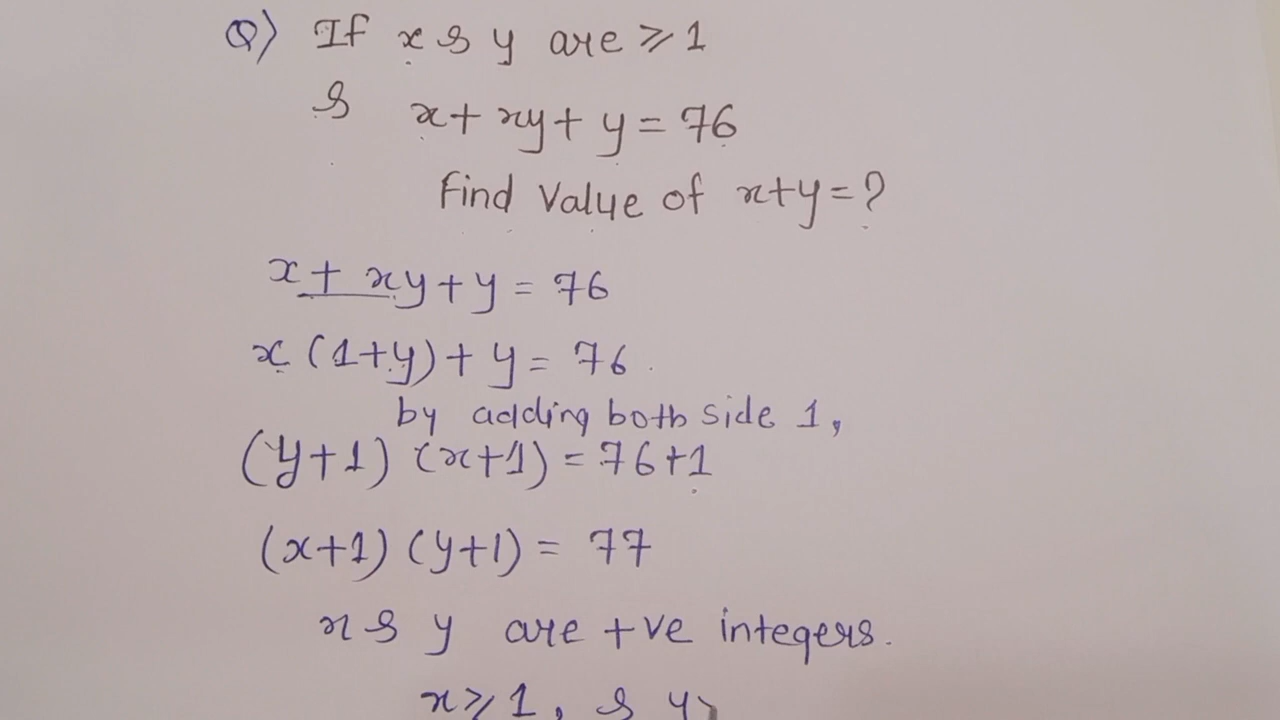 Q) If x & y are ⩾ 1
& x + xy + y = 76
Find Value of x+y = ?
x + xy + y = 76
x (1+y) + y = 76.
by adding both side 1,
(y+1) (x+1) = 76+1
(x+1) (y+1) = 77
x & y are +ve integers.
x ⩾ 1, & y